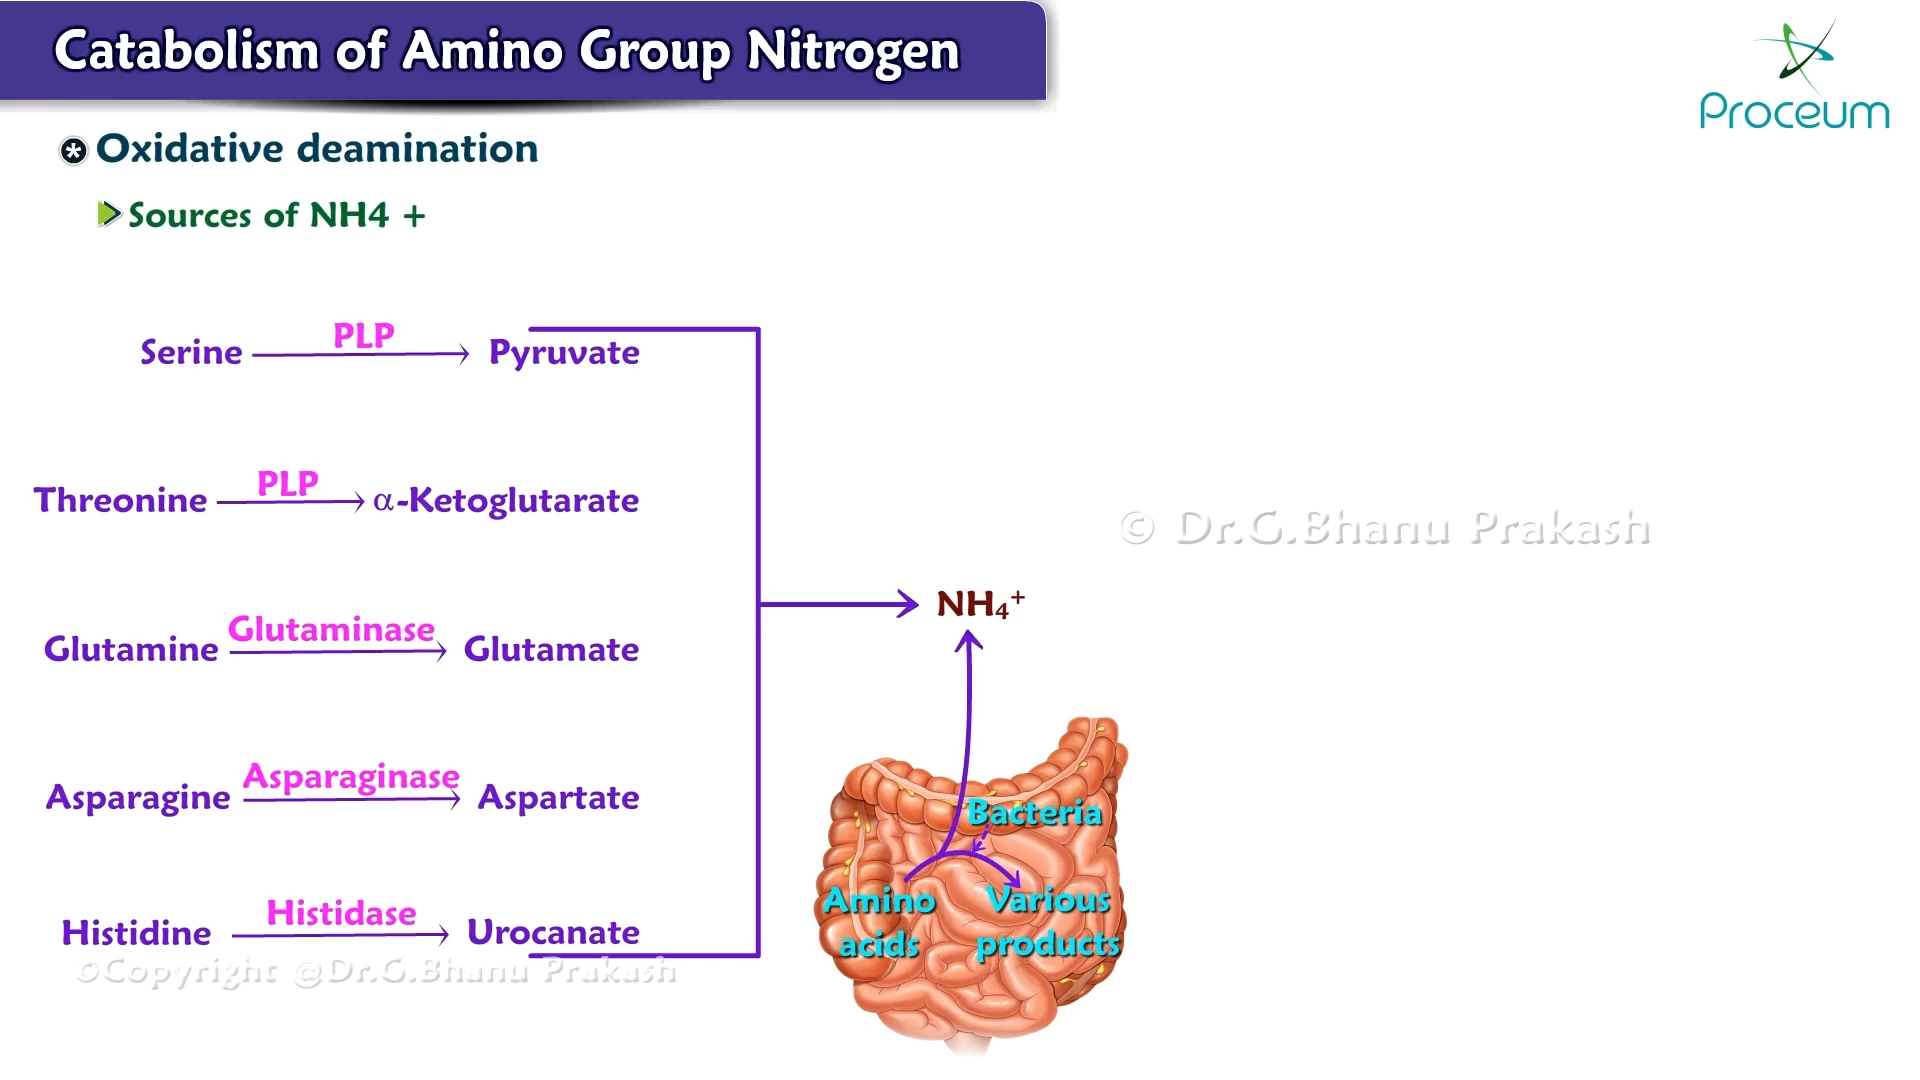 Catabolism of Amino Group Nitrogen
Proceum
Oxidative deamination
Sources of NH4 +
Serine PLP Pyruvate
Threonine PLP α-Ketoglutarate
© Dr.G.Bhanu Prakash
NH₄⁺
Glutamine Glutaminase Glutamate
Asparagine Asparaginase Aspartate
Bacteria
Amino acids
Various products
Histidine Histidase Urocanate
©Copyright @Dr.G.Bhanu Prakash